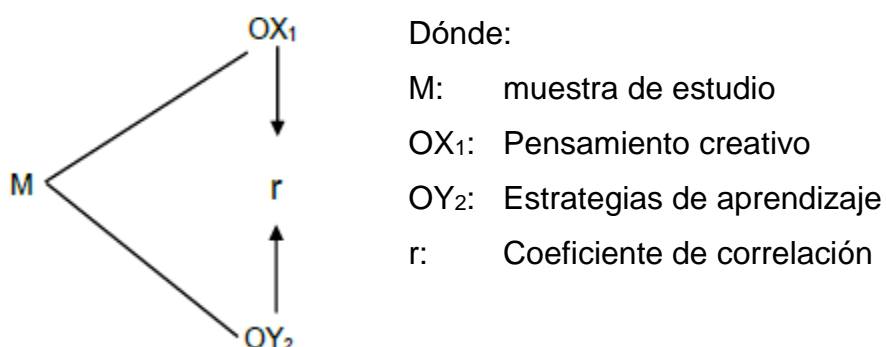 OX₁
M
r
OY₂
Dónde:
M: muestra de estudio
OX₁: Pensamiento creativo
OY₂: Estrategias de aprendizaje
r: Coeficiente de correlación